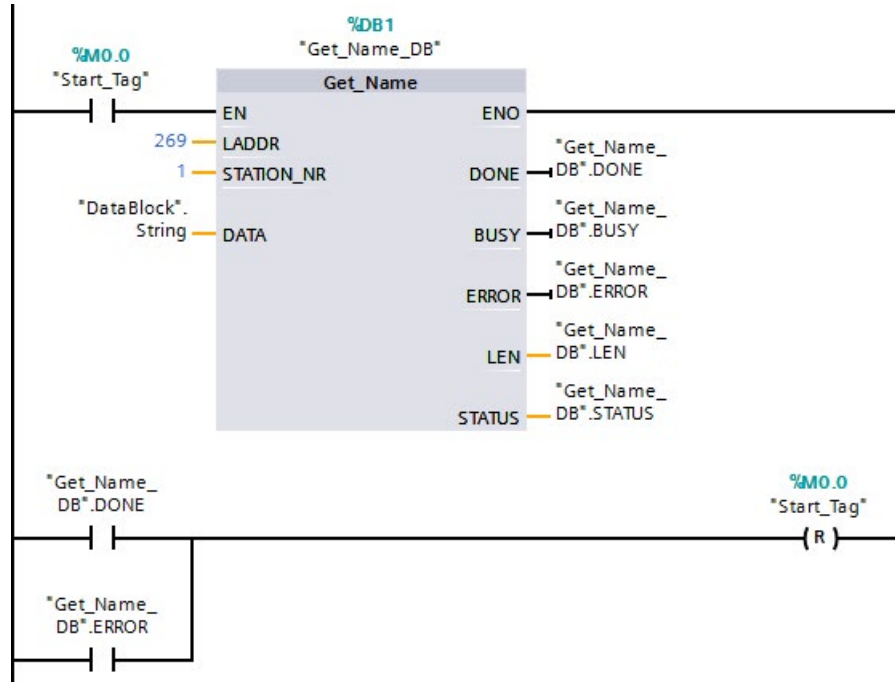 %DB1
"Get_Name_DB"
%M0.0
"Start_Tag"
Get_Name
EN ENO
269 LADDR
1 STATION_NR
"DataBlock".
String DATA
DONE
"Get_Name_
DB".DONE
BUSY
"Get_Name_
DB".BUSY
ERROR
"Get_Name_
DB".ERROR
LEN
"Get_Name_
DB".LEN
STATUS
"Get_Name_
DB".STATUS
"Get_Name_
DB".DONE
%M0.0
"Start_Tag"
R
"Get_Name_
DB".ERROR